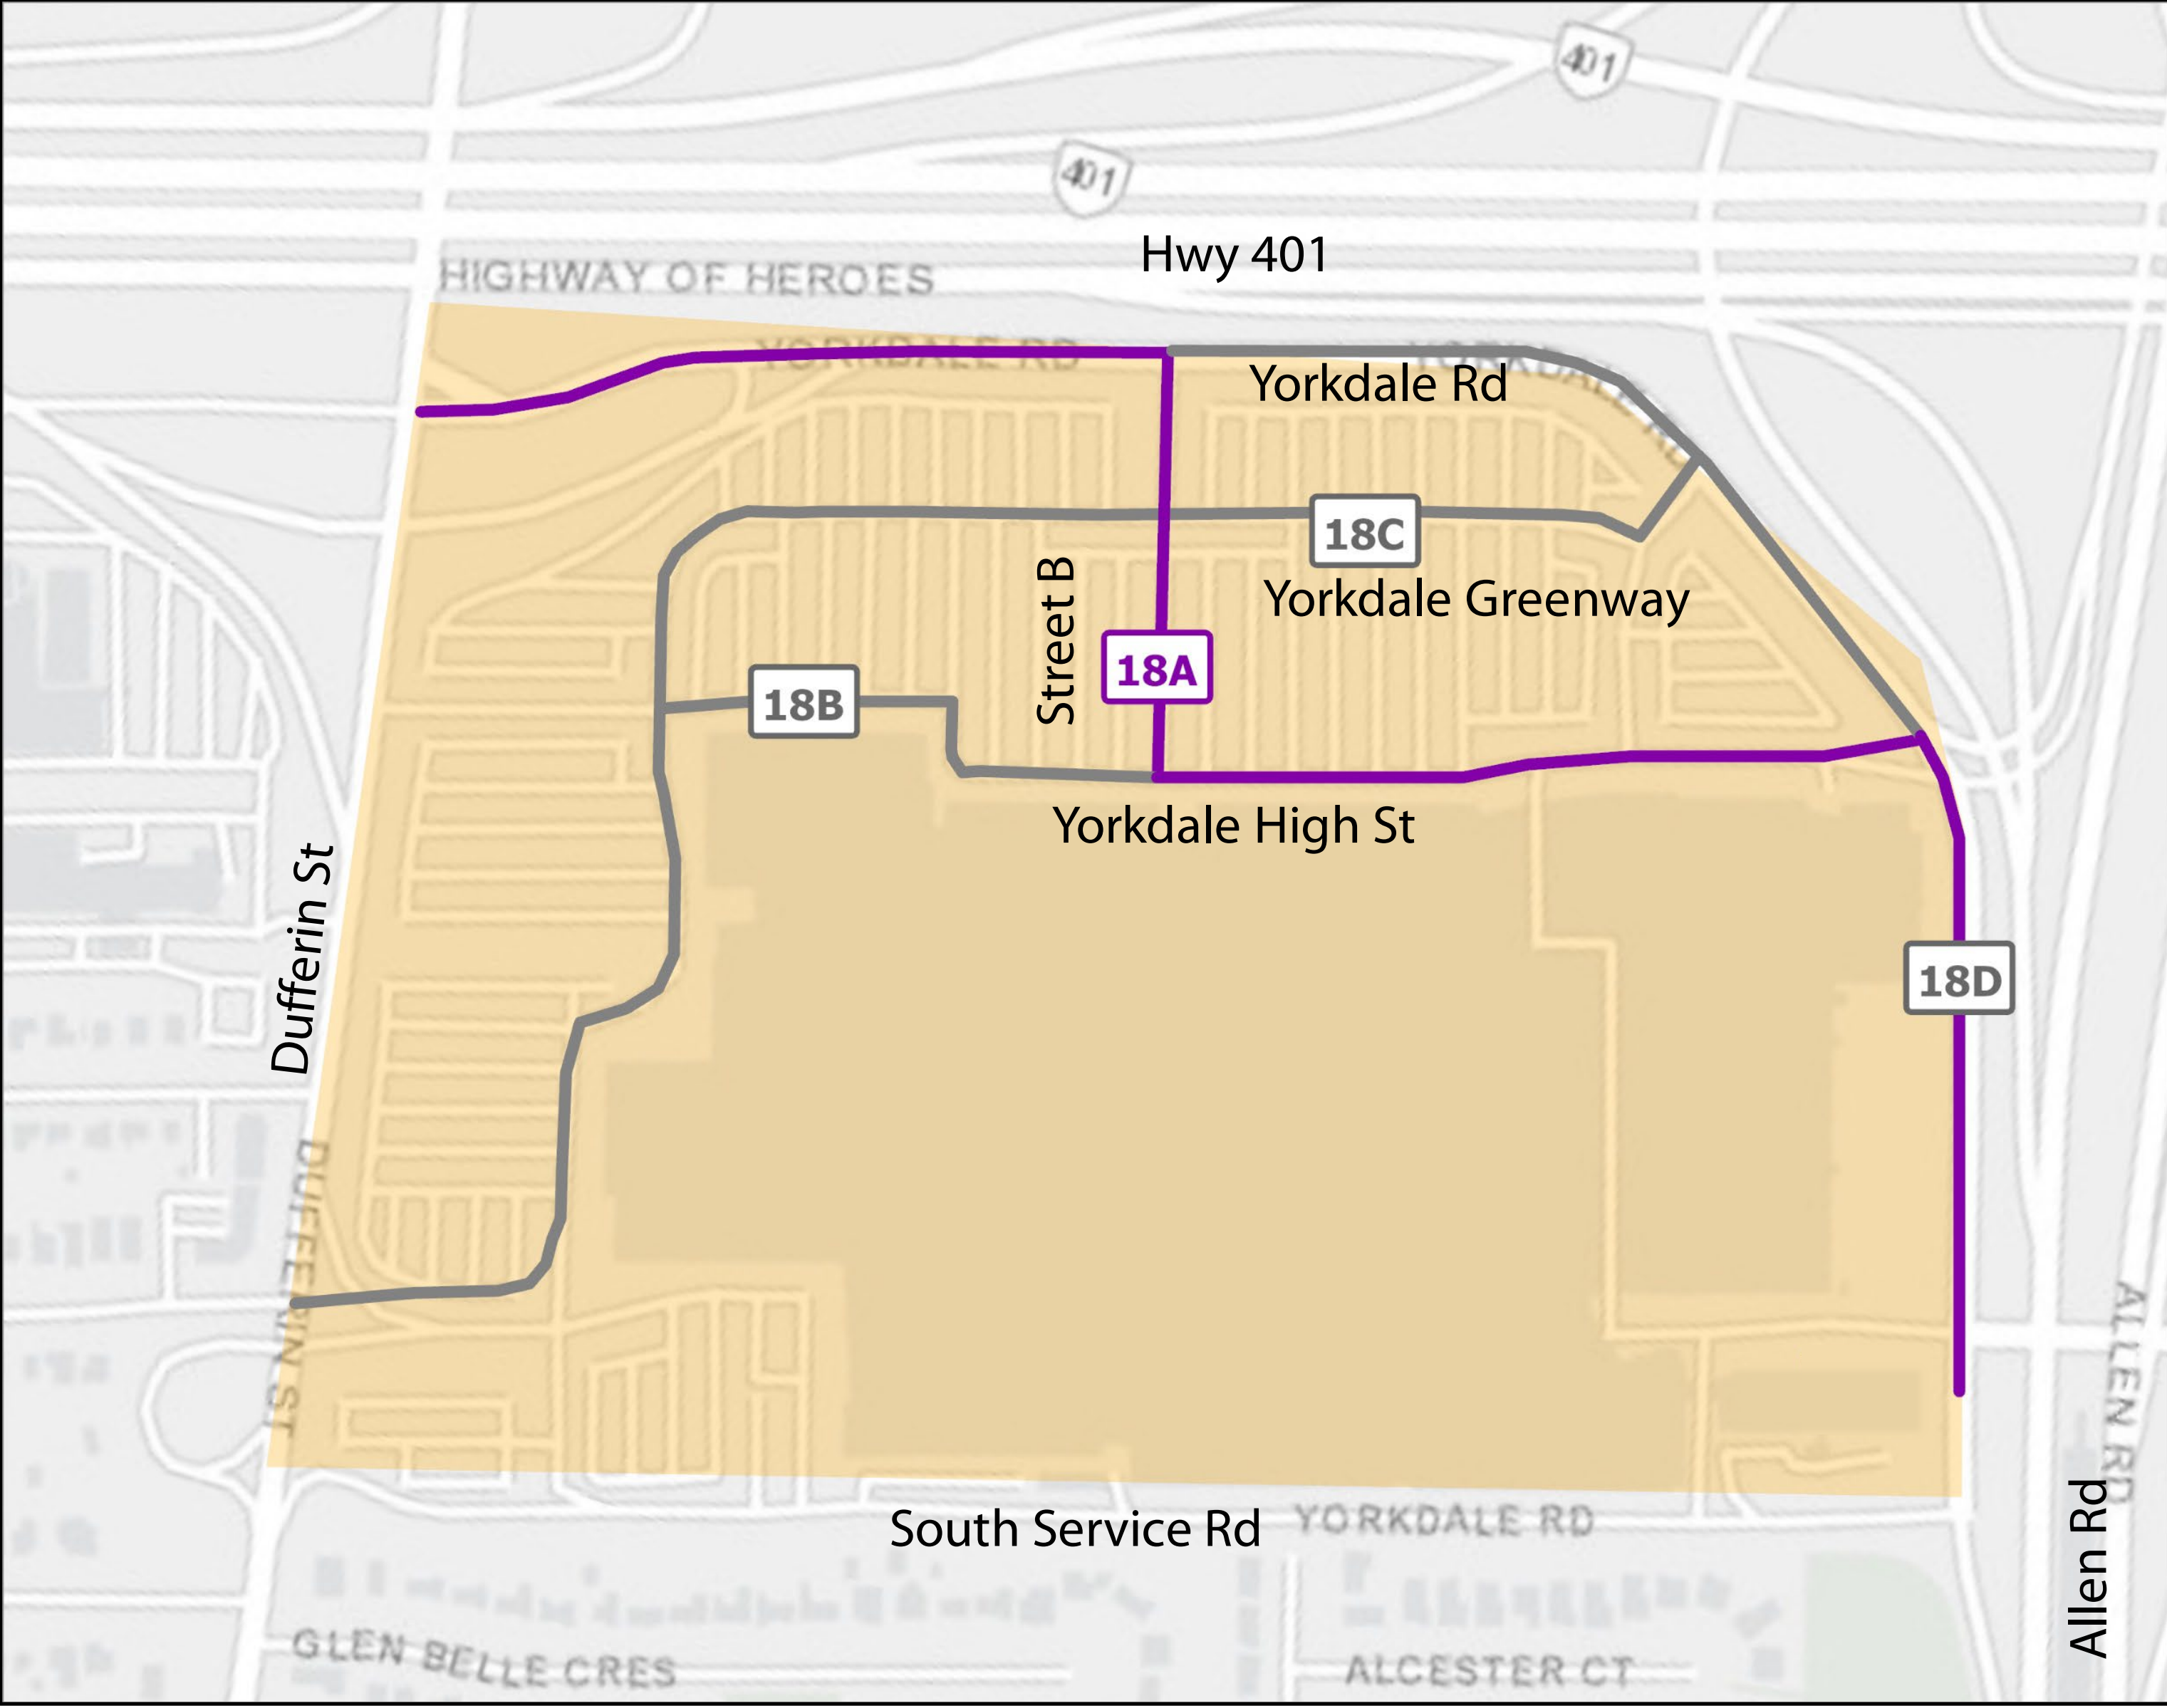 401
401
Hwy 401
HIGHWAY OF HEROES
YORKDALE RD
YORKDALE RD
Yorkdale Rd
18C
Yorkdale Greenway
Street B
18A
18B
Yorkdale High St
Dufferin St
18D
DUFFERIN ST
ALLEN RD
South Service Rd
YORKDALE RD
Allen Rd
GLEN BELLE CRES
ALCESTER CT